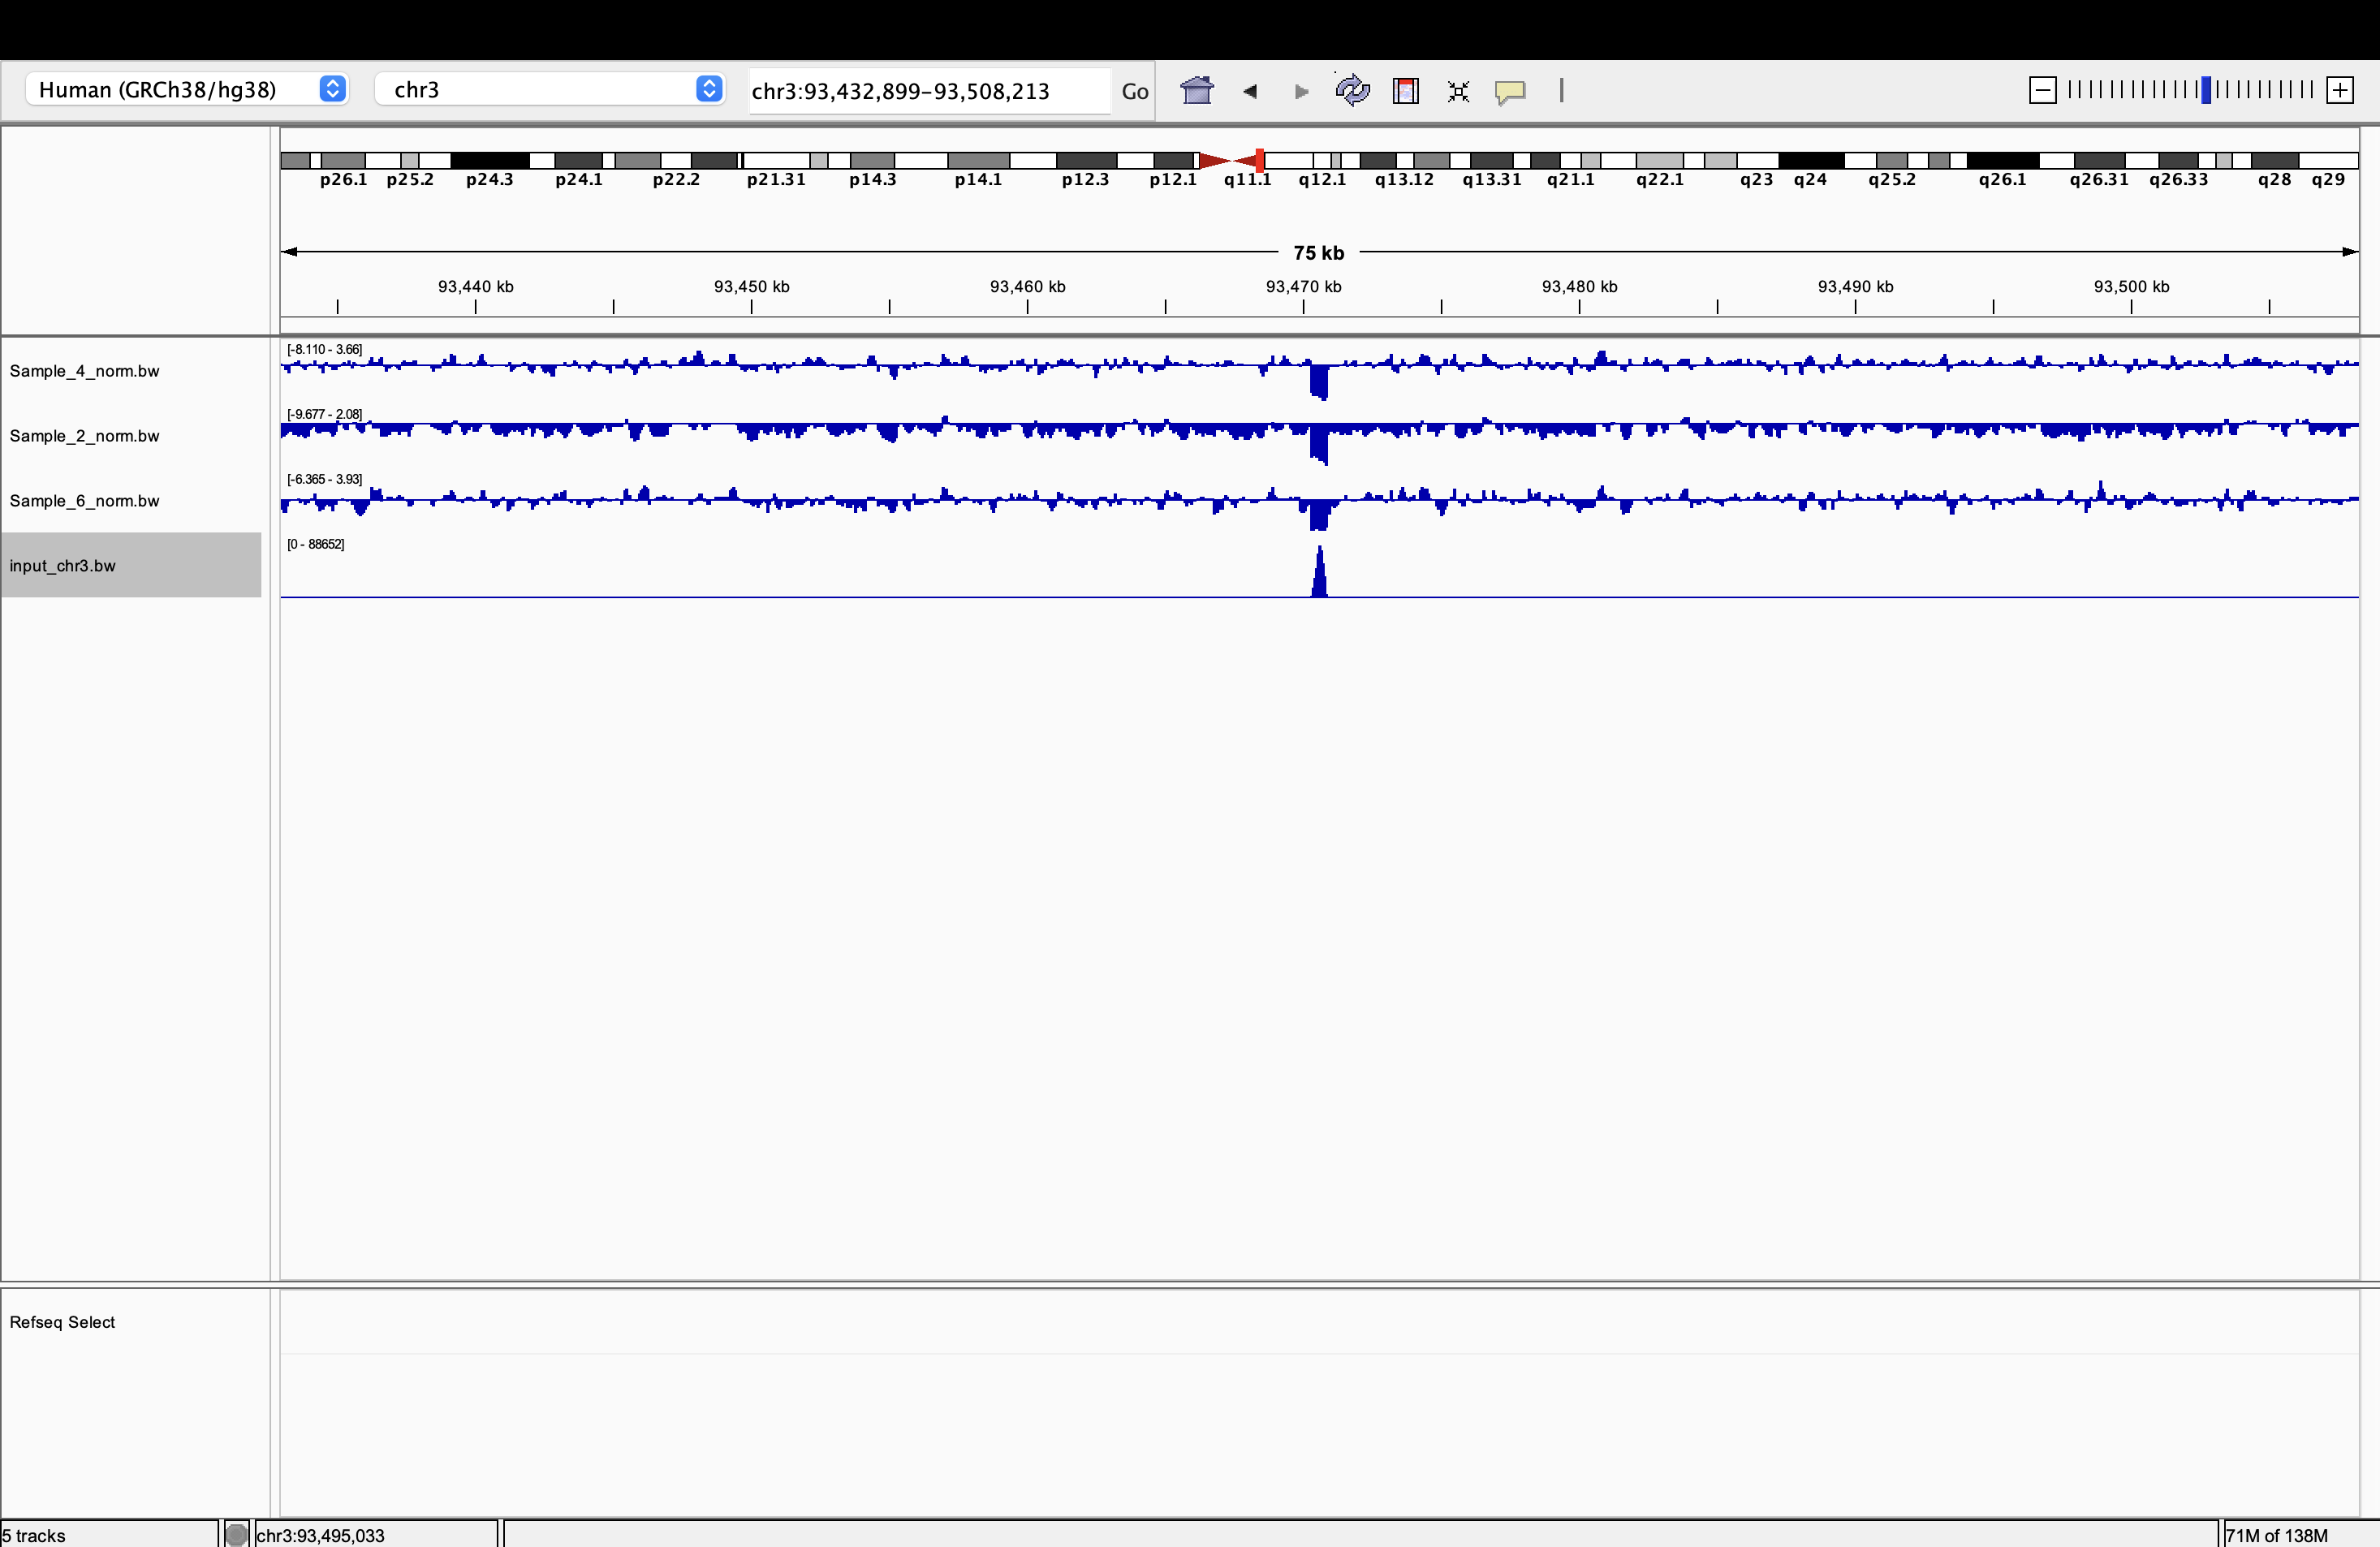 Human (GRCh38/hg38) chr3 chr3:93,432,899-93,508,213 Go
p26.1 p25.2 p24.3 p24.1 p22.2 p21.31 p14.3 p14.1 p12.3 p12.1 q11.1 q12.1 q13.12 q13.31 q21.1 q22.1 q23 q24 q25.2 q26.1 q26.31 q26.33 q28 q29
75 kb
93,440 kb 93,450 kb 93,460 kb 93,470 kb 93,480 kb 93,490 kb 93,500 kb
[-8.110 - 3.66]
Sample_4_norm.bw
[-9.677 - 2.08]
Sample_2_norm.bw
[-6.365 - 3.93]
Sample_6_norm.bw
[0 - 88652]
input_chr3.bw
Refseq Select
5 tracks chr3:93,495,033 71M of 138M